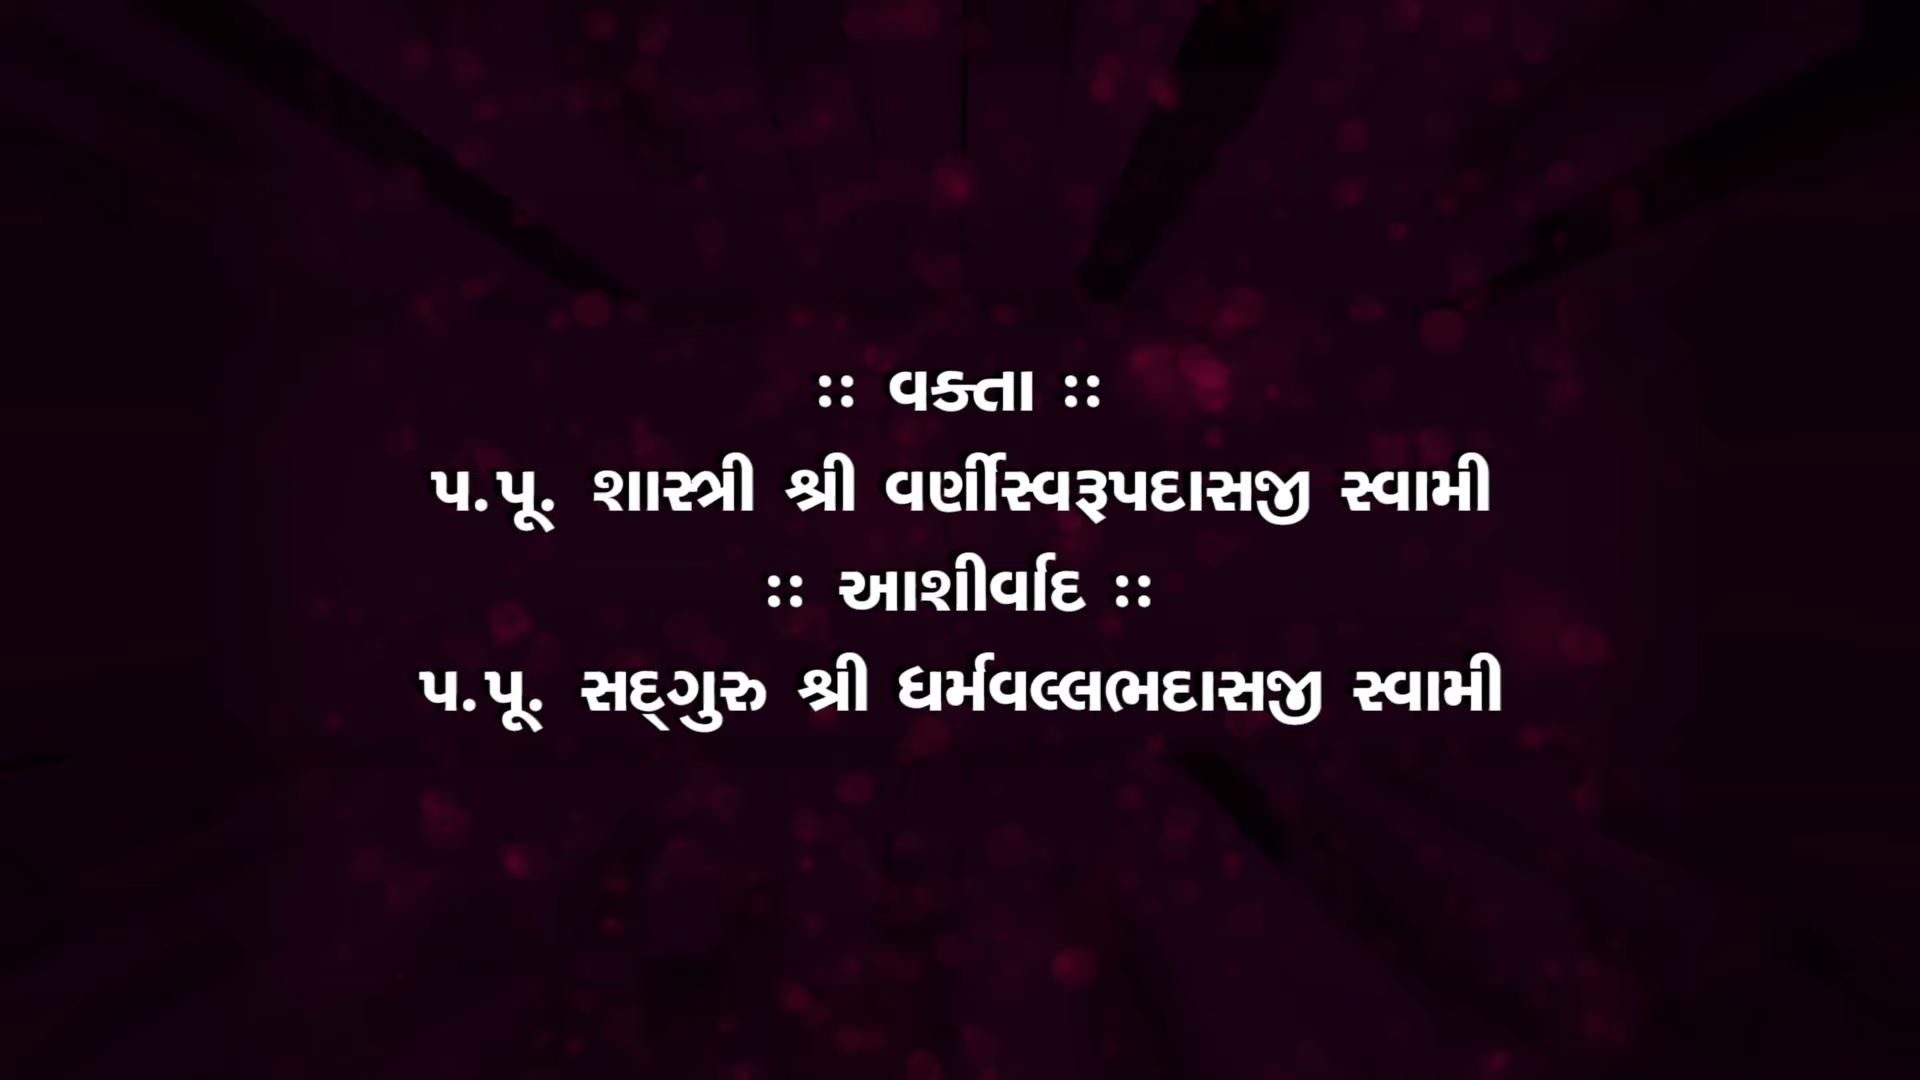 :: વક્તા ::
પ.પૂ. શાસ્ત્રી શ્રી વર્ણીસ્વરૂપદાસજી સ્વામી
:: આશીર્વાદ ::
પ.પૂ. સદ્‌ગુરુ શ્રી ધર્મવલ્લભદાસજી સ્વામી